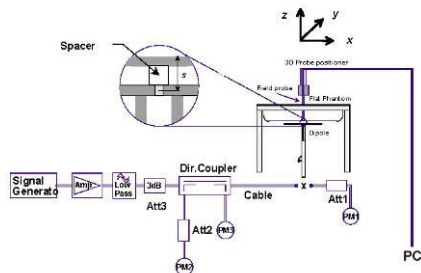 z
y
x
Spacer
s
3D Probe positioner
Field probe
Flat Phantom
Dipole
Signal
Generato
Amp
Low
Pass
3dB
Att3
Dir.Coupler
Cable
x
Att1
PM1
Att2
PM3
PM2
PC